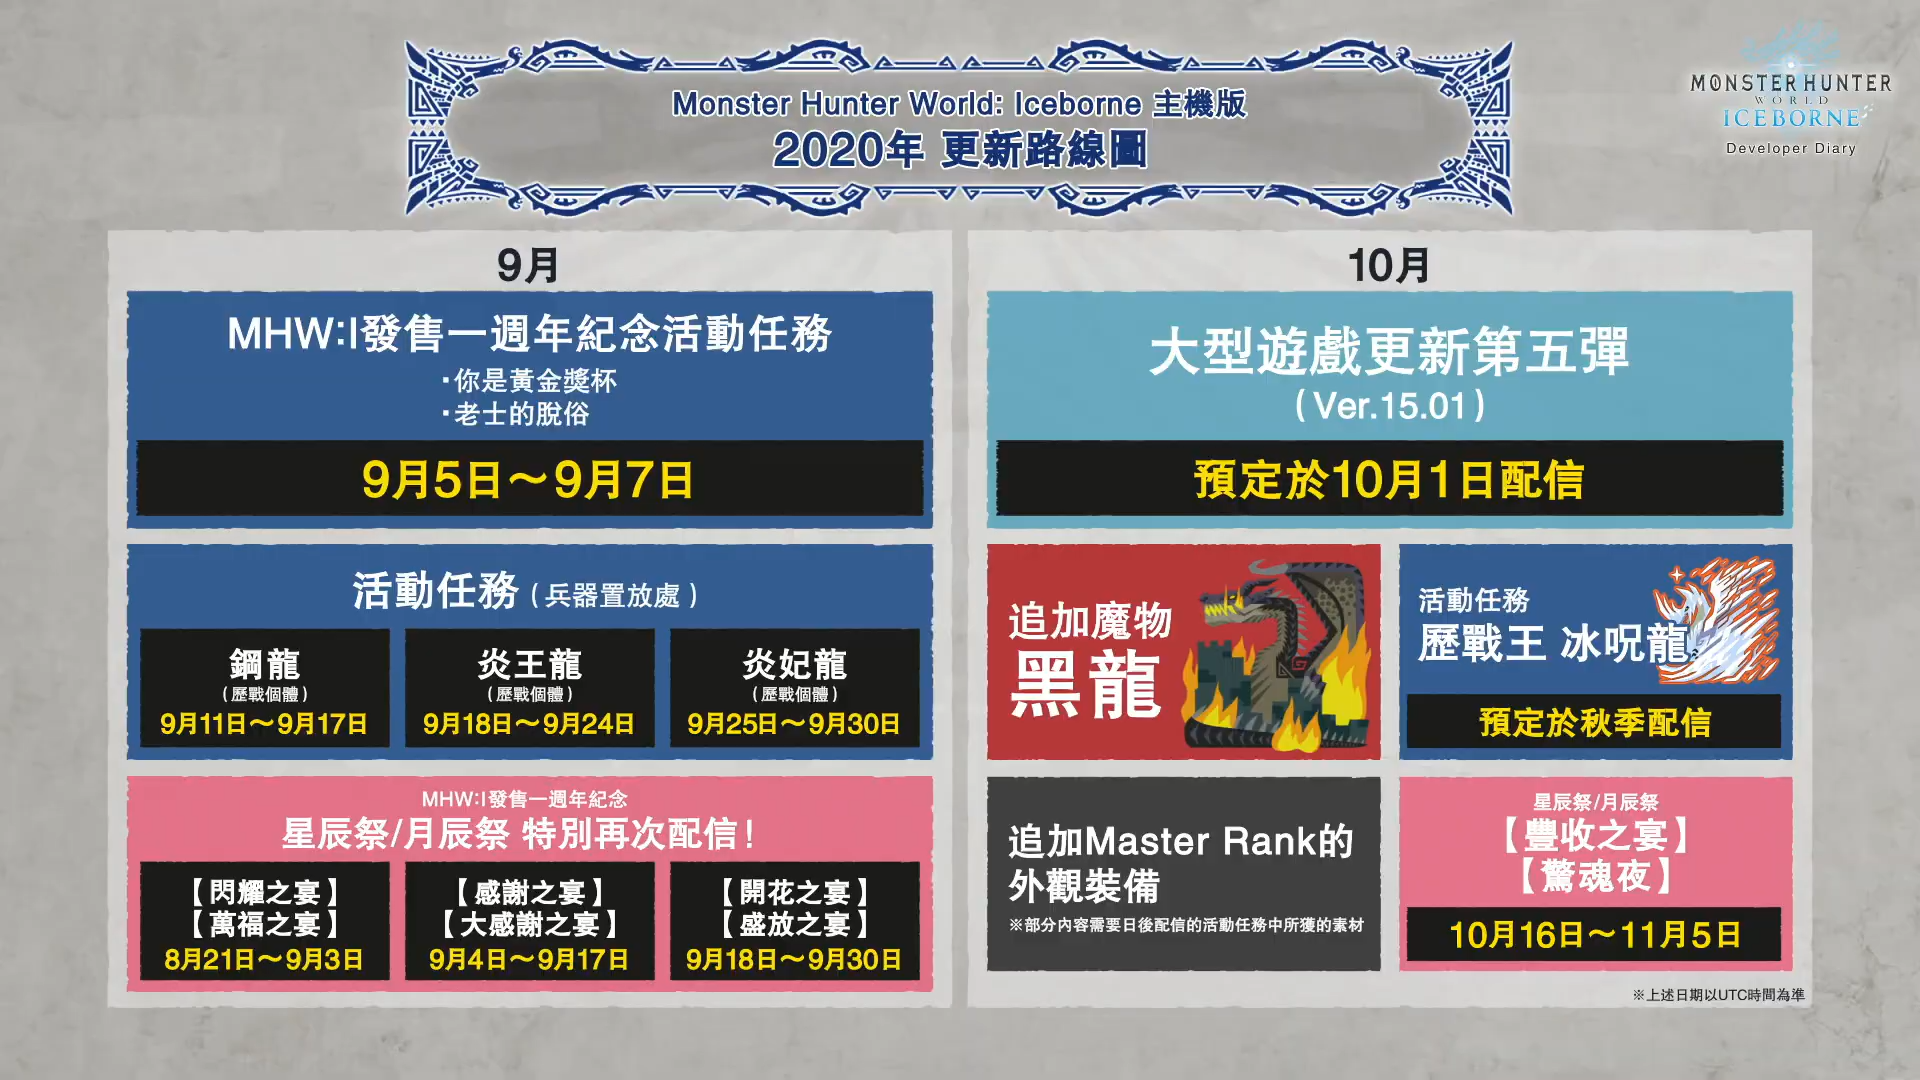 Monster Hunter World: Iceborne 主機版
2020年 更新路線圖
MONSTER HUNTER
WORLD
ICEBORNE
Developer Diary
9月
MHW:I發售一週年紀念活動任務
・你是黃金獎杯
・老士的脫俗
9月5日～9月7日
活動任務（兵器置放處）
鋼龍
（歷戰個體）
9月11日～9月17日
炎王龍
（歷戰個體）
9月18日～9月24日
炎妃龍
（歷戰個體）
9月25日～9月30日
MHW:I發售一週年紀念
星辰祭/月辰祭 特別再次配信！
【閃耀之宴】
【萬福之宴】
8月21日～9月3日
【感謝之宴】
【大感謝之宴】
9月4日～9月17日
【開花之宴】
【盛放之宴】
9月18日～9月30日
10月
大型遊戲更新第五彈
（Ver.15.01）
預定於10月1日配信
追加魔物
黑龍
活動任務
歷戰王 冰呪龍
預定於秋季配信
追加Master Rank的
外觀裝備
※部分內容需要日後配信的活動任務中所獲的素材
星辰祭/月辰祭
【豐收之宴】
【驚魂夜】
10月16日～11月5日
※上述日期以UTC時間為準